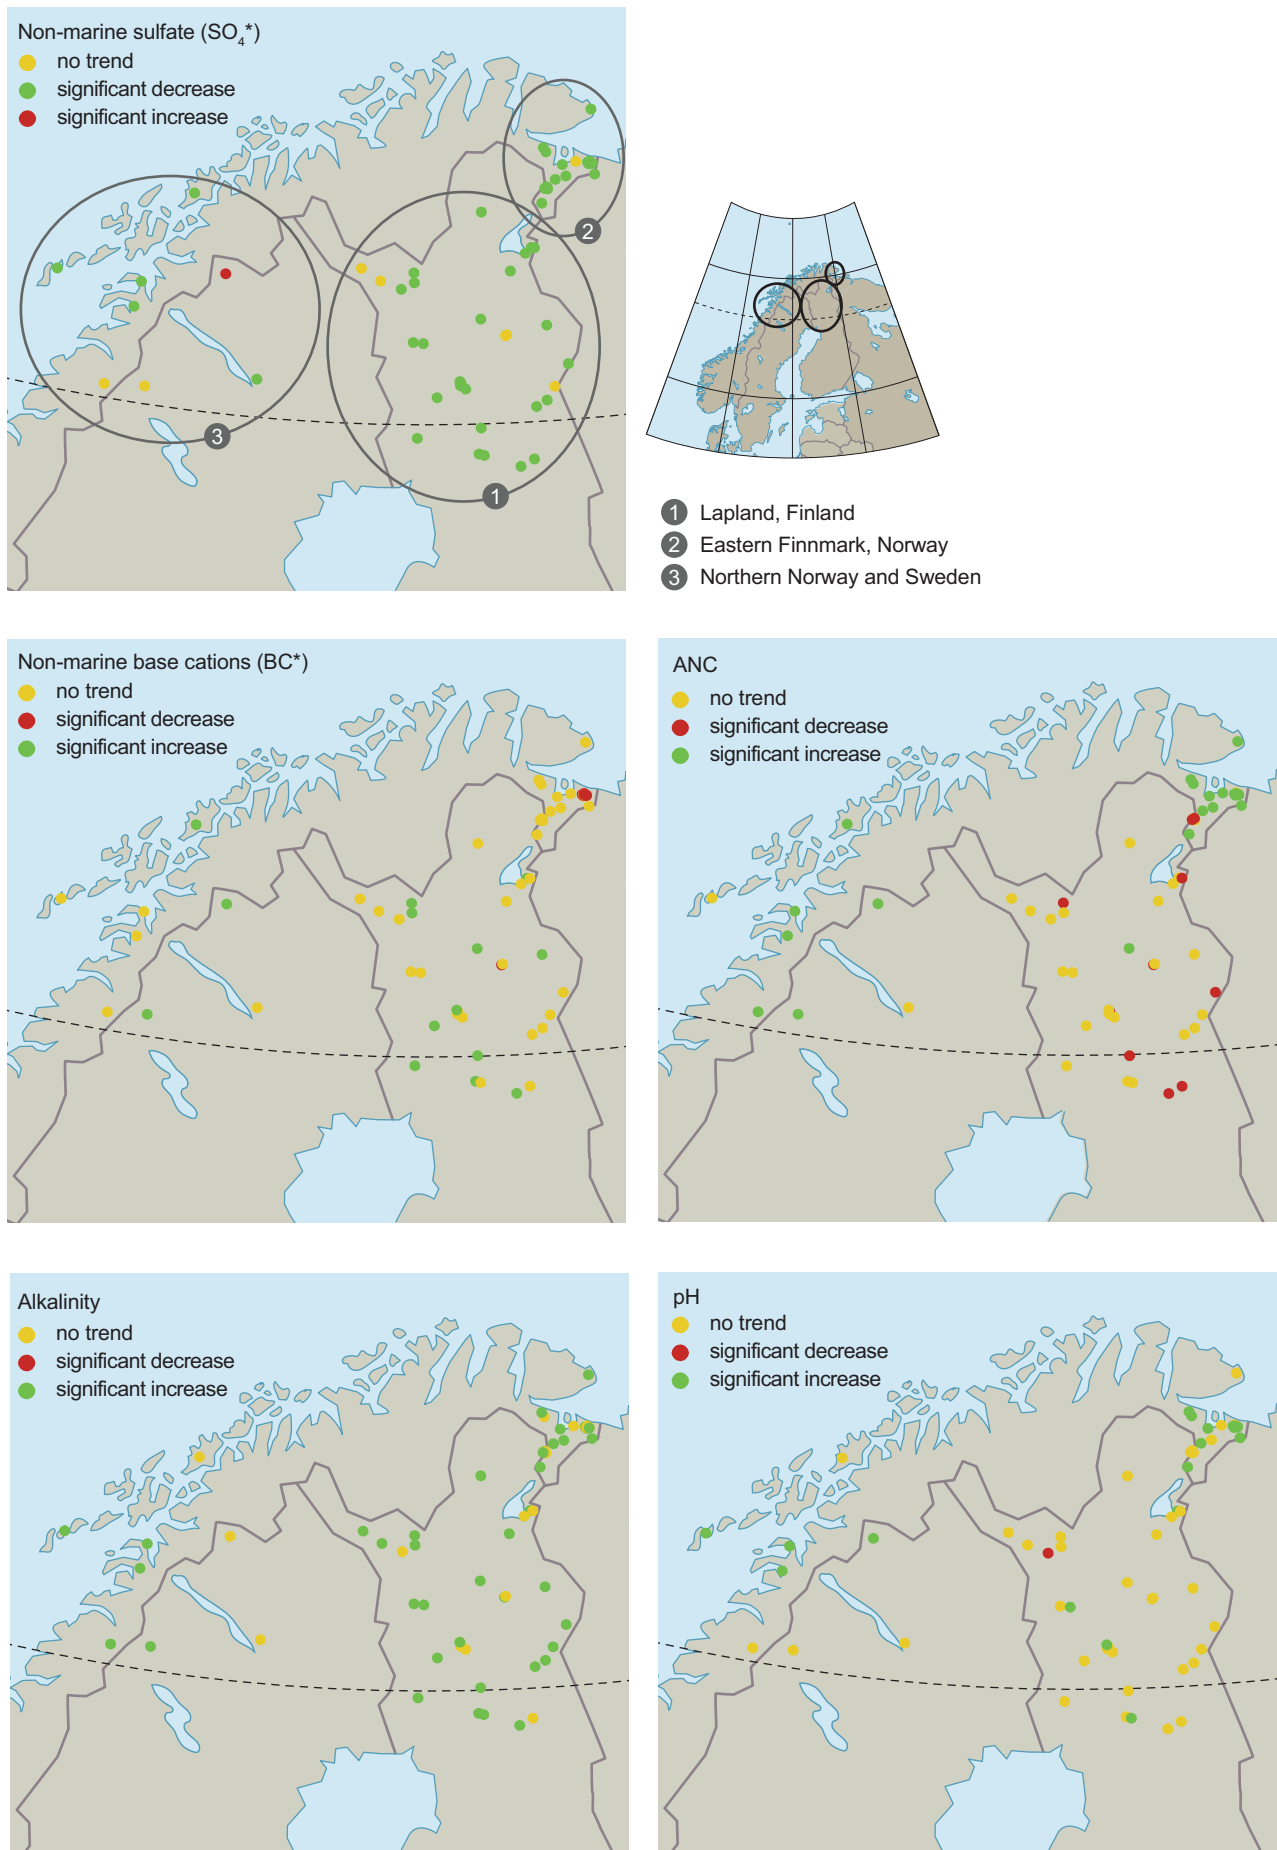 Non-marine sulfate (SO4*)
no trend
significant decrease
significant increase
2
3
1
1 Lapland, Finland
2 Eastern Finnmark, Norway
3 Northern Norway and Sweden
Non-marine base cations (BC*)
no trend
significant decrease
significant increase
ANC
no trend
significant decrease
significant increase
Alkalinity
no trend
significant decrease
significant increase
pH
no trend
significant decrease
significant increase